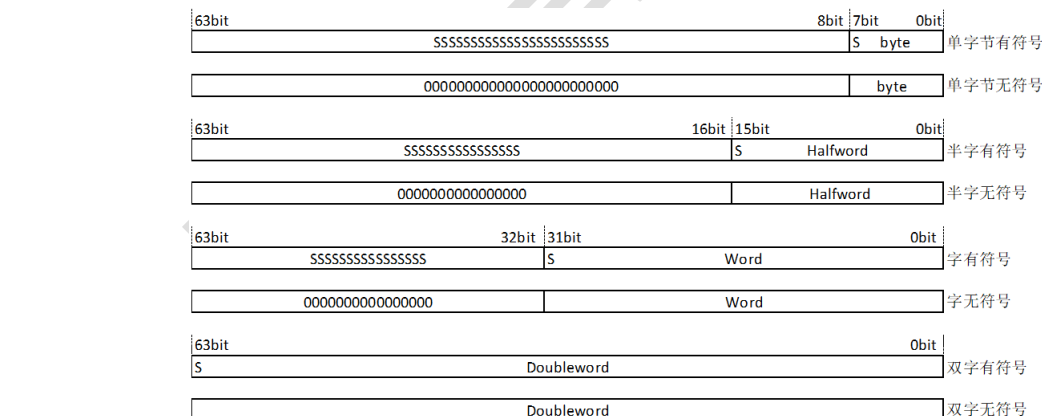 63bit 8bit 7bit 0bit
SSSSSSSSSSSSSSSSSSSSSSSS S byte 单字节有符号
000000000000000000000000 byte 单字节无符号
63bit 16bit 15bit 0bit
SSSSSSSSSSSSSSSS S Halfword 半字有符号
0000000000000000 Halfword 半字无符号
63bit 32bit 31bit 0bit
SSSSSSSSSSSSSSSS S Word 字有符号
0000000000000000 Word 字无符号
63bit 0bit
S Doubleword 双字有符号
Doubleword 双字无符号